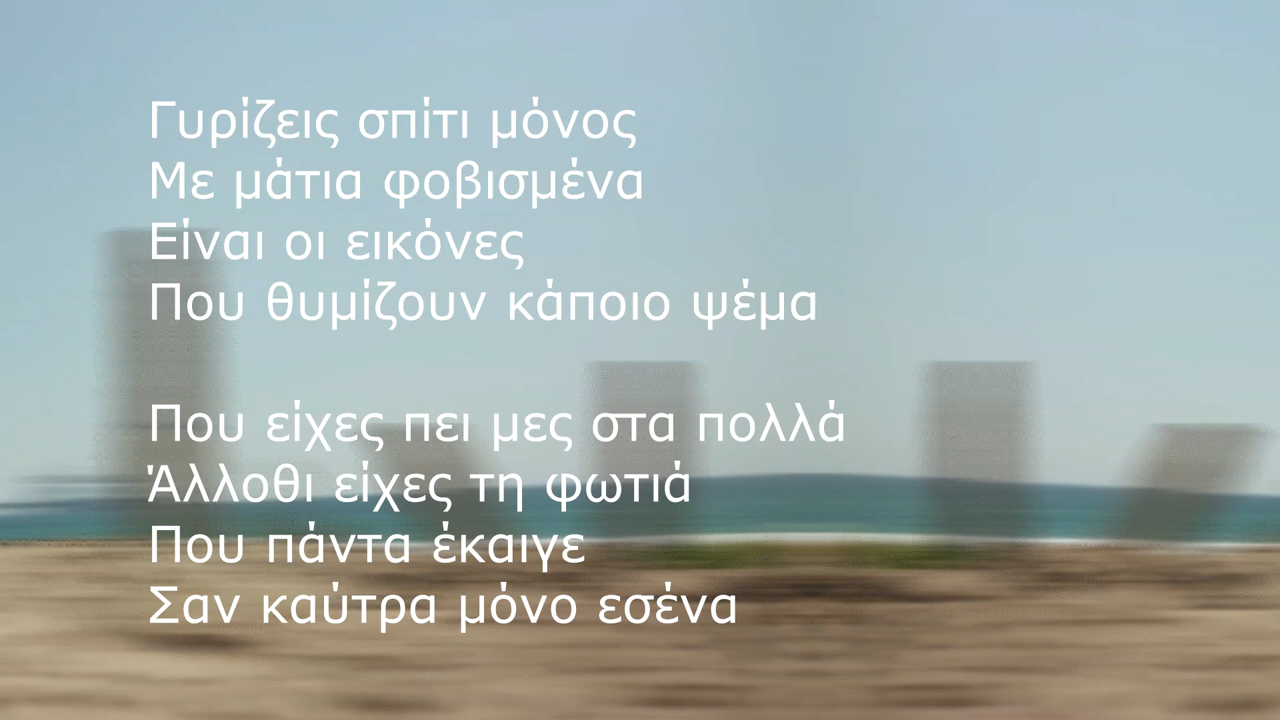 Γυρίζεις σπίτι μόνος
Με μάτια φοβισμένα
Είναι οι εικόνες
Που θυμίζουν κάποιο ψέμα
Που είχες πει μες στα πολλά
Άλλοθι είχες τη φωτιά
Που πάντα έκαιγε
Σαν καύτρα μόνο εσένα